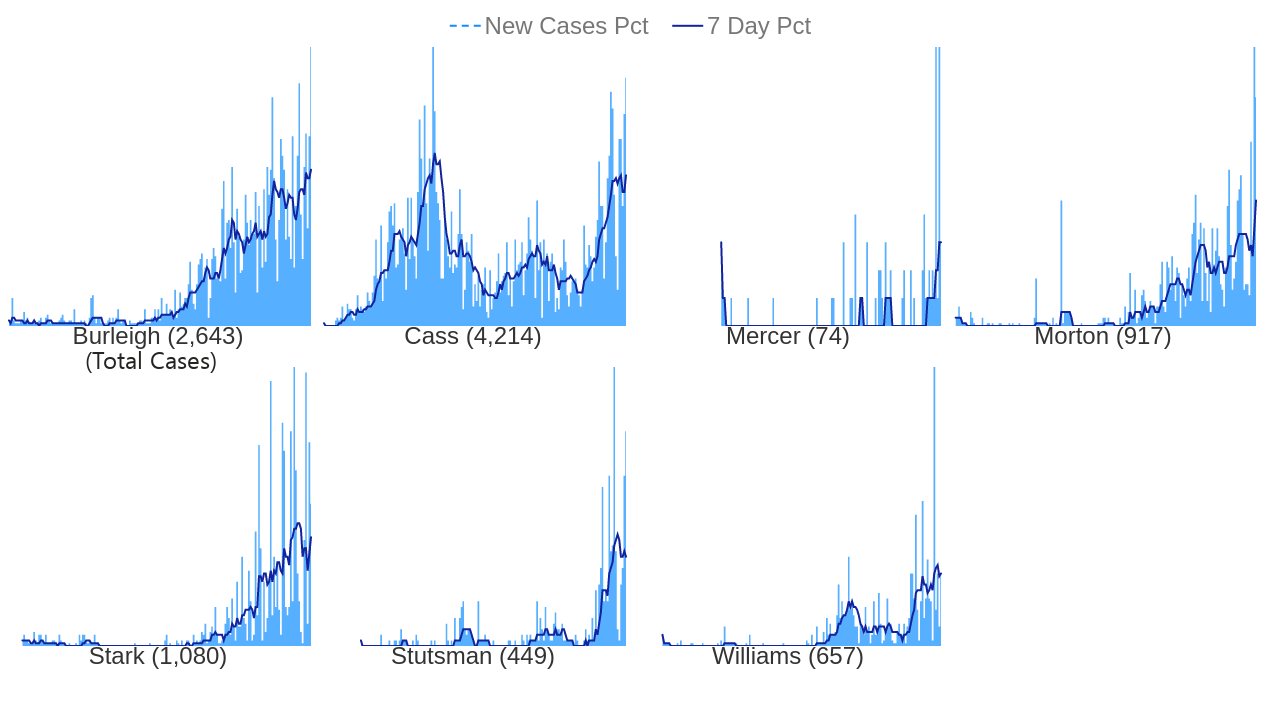 New Cases Pct 7 Day Pct
Burleigh (2,643) Cass (4,214) Mercer (74) Morton (917)
(Total Cases)
Stark (1,080) Stutsman (449) Williams (657)